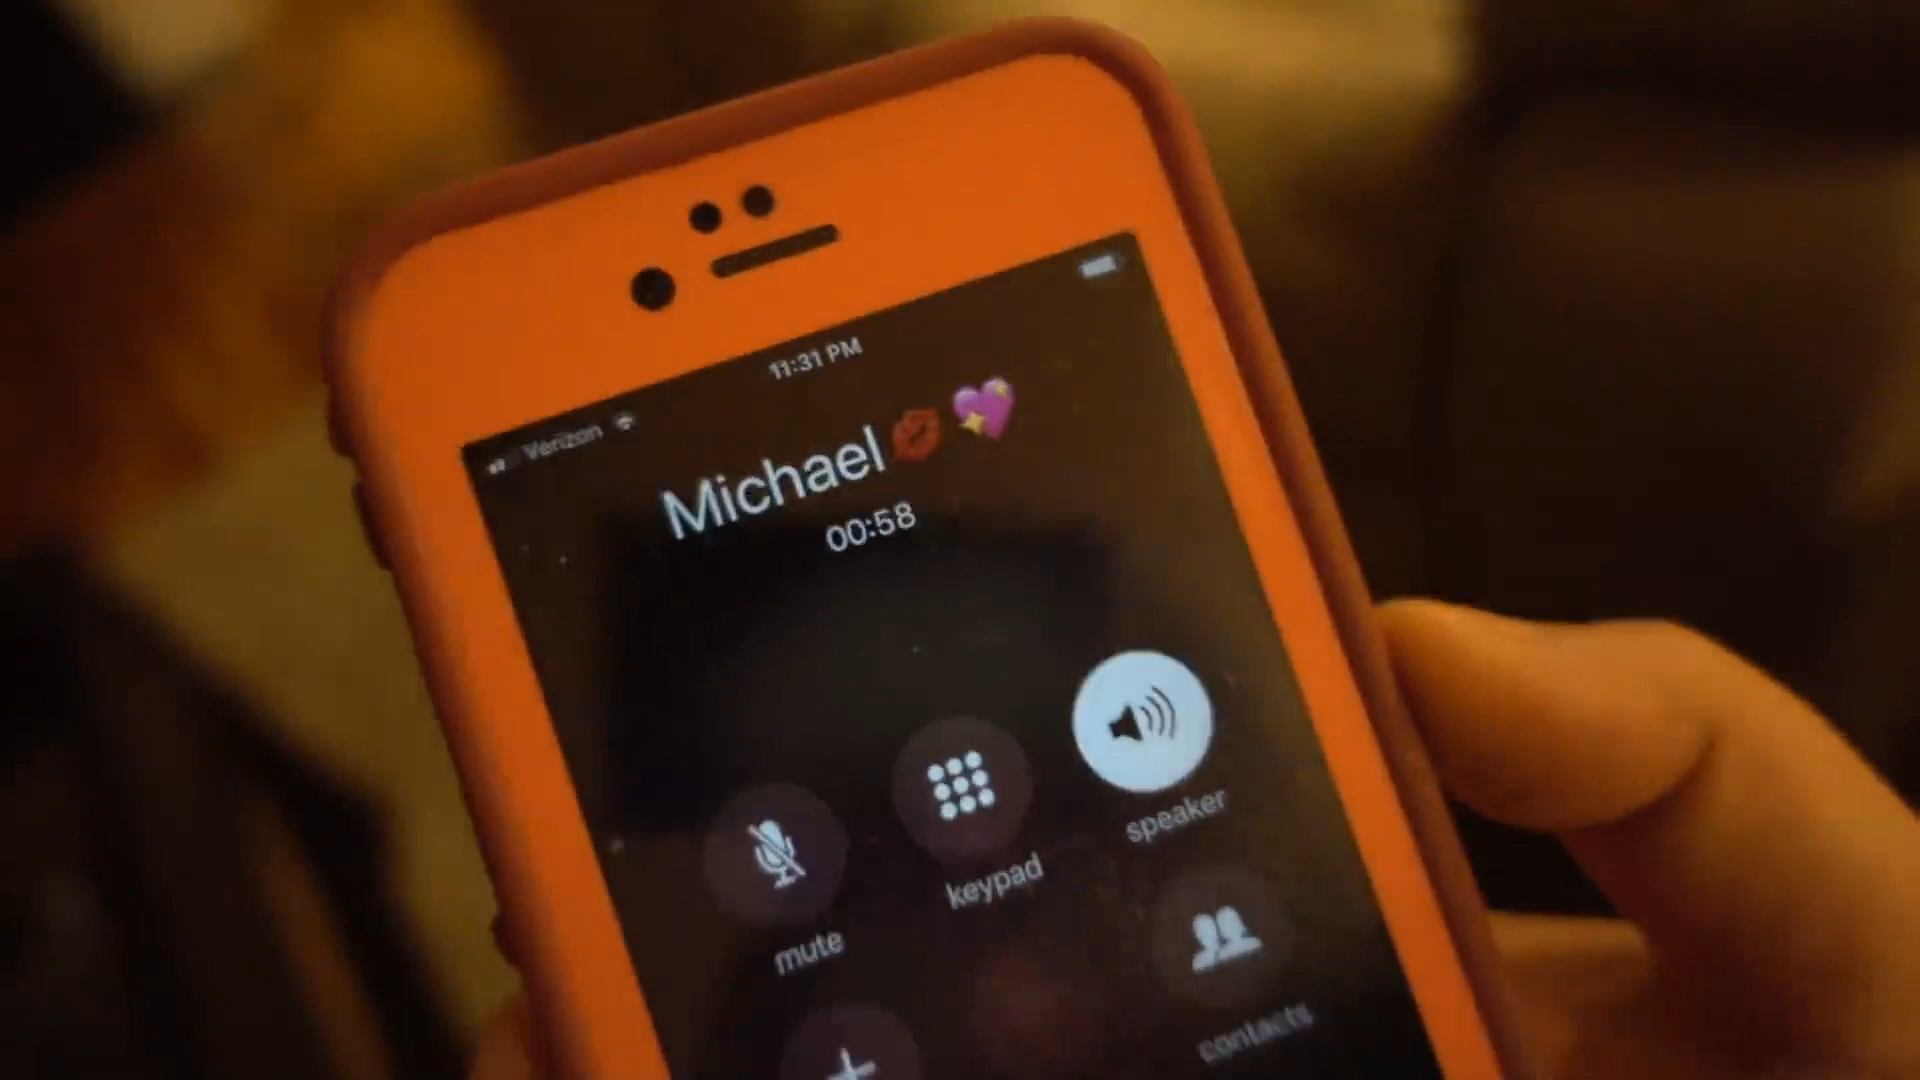 Verizon
11:31 PM
Michael💋 💖
00:58
mute
keypad
speaker
contacts